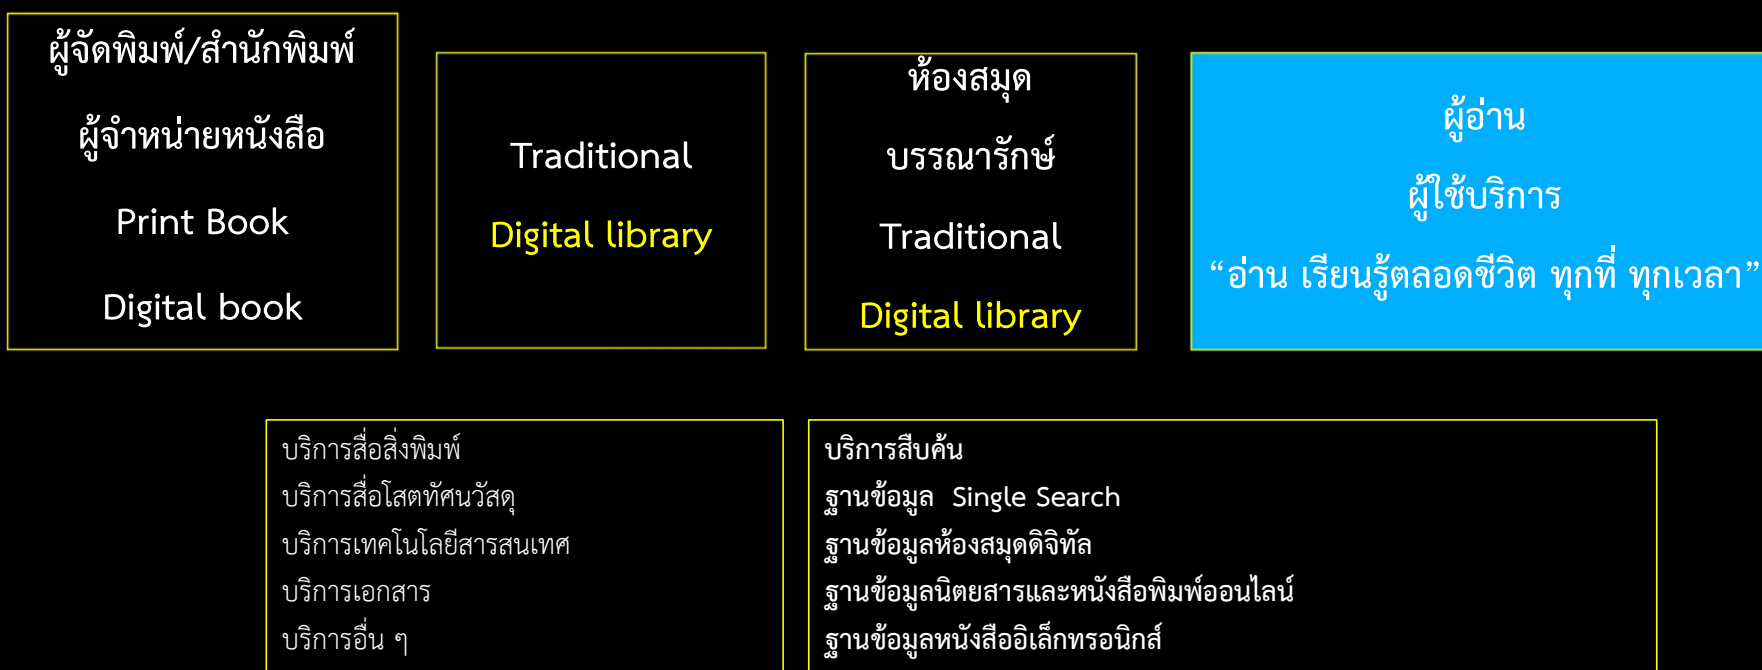 ผู้จัดพิมพ์/สำนักพิมพ์
ผู้จำหน่ายหนังสือ
Print Book
Digital book
Traditional
Digital library
ห้องสมุด
บรรณารักษ์
Traditional
Digital library
ผู้อ่าน
ผู้ใช้บริการ
“อ่าน เรียนรู้ตลอดชีวิต ทุกที่ ทุกเวลา”
บริการสื่อสิ่งพิมพ์
บริการสื่อโสตทัศนวัสดุ
บริการเทคโนโลยีสารสนเทศ
บริการเอกสาร
บริการอื่น ๆ
บริการสืบค้น
ฐานข้อมูล Single Search
ฐานข้อมูลห้องสมุดดิจิทัล
ฐานข้อมูลนิตยสารและหนังสือพิมพ์ออนไลน์
ฐานข้อมูลหนังสืออิเล็กทรอนิกส์